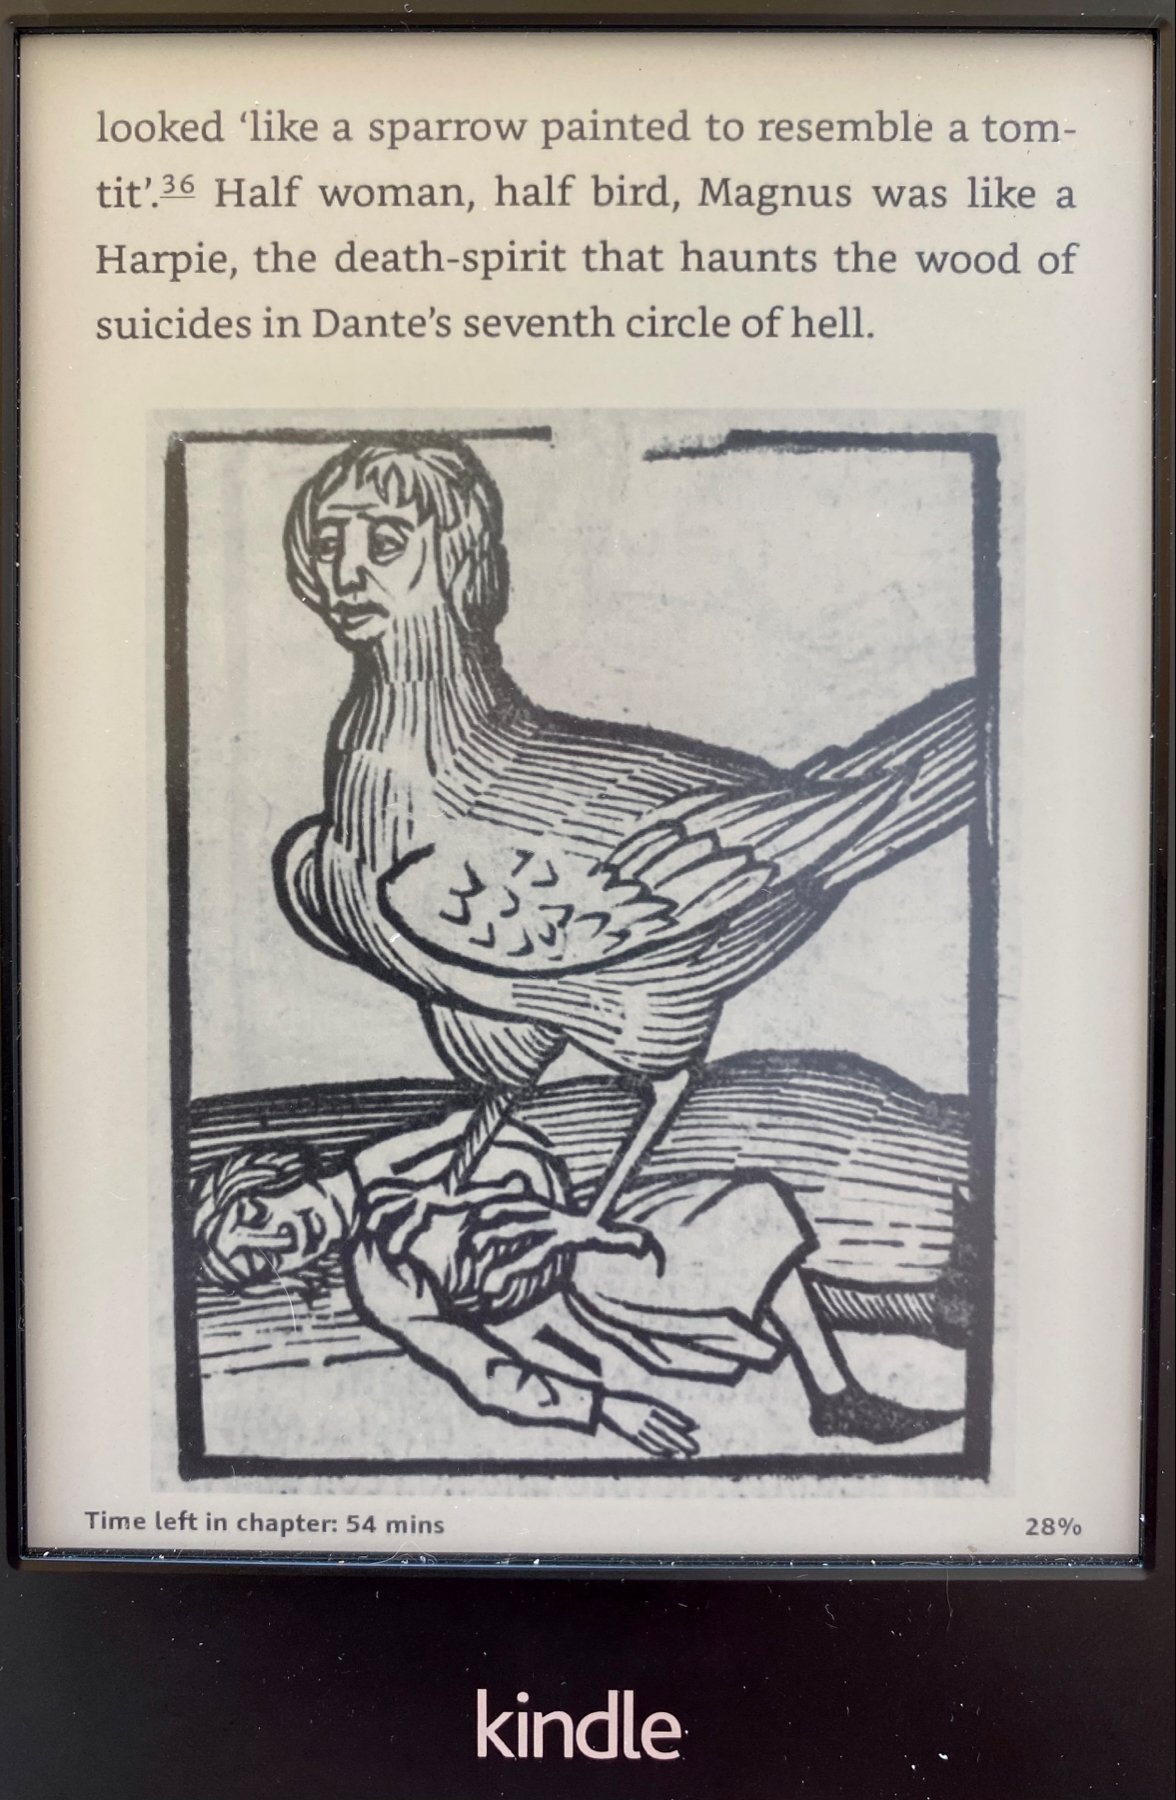 looked ‘like a sparrow painted to resemble a tom-
tit’.36 Half woman, half bird, Magnus was like a
Harpie, the death-spirit that haunts the wood of
suicides in Dante’s seventh circle of hell.
Time left in chapter: 54 mins
28%
kindle